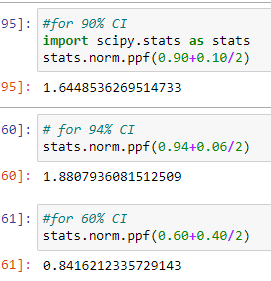 95]: #for 90% CI
import scipy.stats as stats
stats.norm.ppf(0.90+0.10/2)
95]: 1.6448536269514733
60]: # for 94% CI
stats.norm.ppf(0.94+0.06/2)
60]: 1.8807936081512509
61]: #for 60% CI
stats.norm.ppf(0.60+0.40/2)
61]: 0.8416212335729143